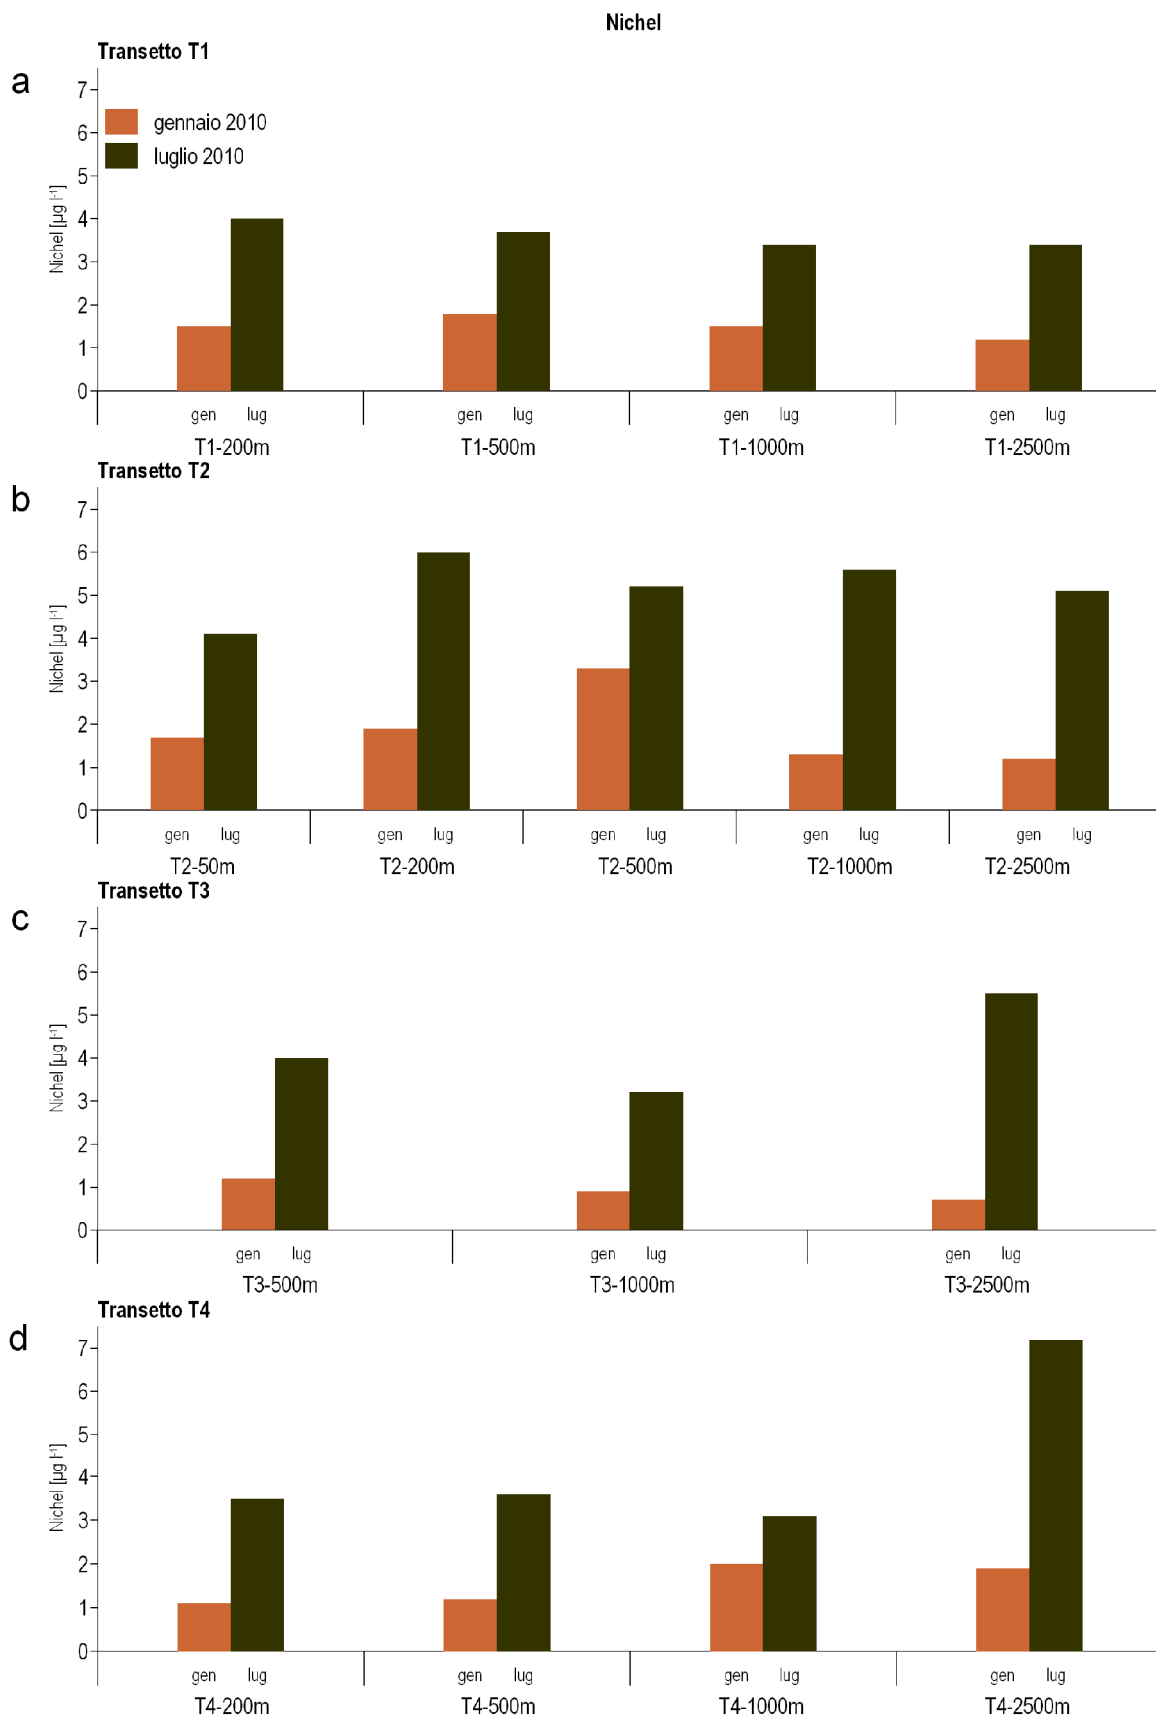 Nichel
Transetto T1
a
7
6
5
4
3
2
1
0
Nichel [µg l-1]
gennaio 2010
luglio 2010
gen lug gen lug gen lug gen lug
T1-200m T1-500m T1-1000m T1-2500m
Transetto T2
b
7
6
5
4
3
2
1
0
Nichel [µg l-1]
gen lug gen lug gen lug gen lug gen lug
T2-50m T2-200m T2-500m T2-1000m T2-2500m
Transetto T3
c
7
6
5
4
3
2
1
0
Nichel [µg l-1]
gen lug gen lug gen lug
T3-500m T3-1000m T3-2500m
Transetto T4
d
7
6
5
4
3
2
1
0
Nichel [µg l-1]
gen lug gen lug gen lug gen lug
T4-200m T4-500m T4-1000m T4-2500m